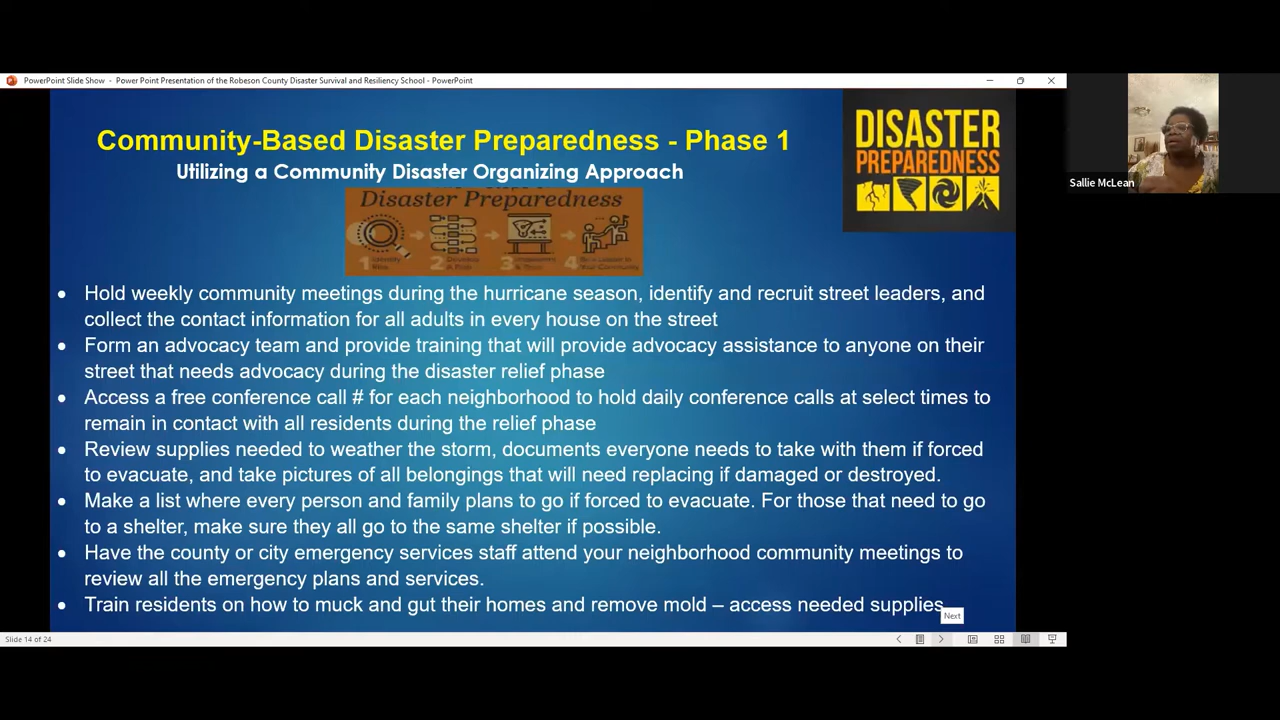 PowerPoint Slide Show - Power Point Presentation of the Robeson County Disaster Survival and Resiliency School - PowerPoint
Community-Based Disaster Preparedness - Phase 1
Utilizing a Community Disaster Organizing Approach
DISASTER
PREPAREDNESS
Disaster Preparedness
1 Identify Risk
2
3
4
Your Community
Sallie McLean
• Hold weekly community meetings during the hurricane season, identify and recruit street leaders, and
collect the contact information for all adults in every house on the street
• Form an advocacy team and provide training that will provide advocacy assistance to anyone on their
street that needs advocacy during the disaster relief phase
• Access a free conference call # for each neighborhood to hold daily conference calls at select times to
remain in contact with all residents during the relief phase
• Review supplies needed to weather the storm, documents everyone needs to take with them if forced
to evacuate, and take pictures of all belongings that will need replacing if damaged or destroyed.
• Make a list where every person and family plans to go if forced to evacuate. For those that need to go
to a shelter, make sure they all go to the same shelter if possible.
• Have the county or city emergency services staff attend your neighborhood community meetings to
review all the emergency plans and services.
• Train residents on how to muck and gut their homes and remove mold – access needed supplies
Next
Slide 14 of 24